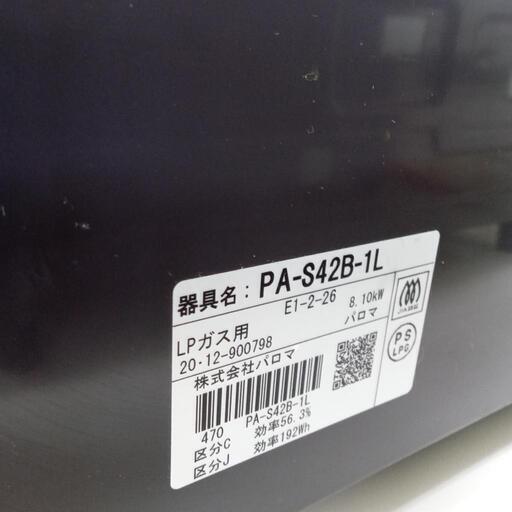 器具名：PA-S42B-1L
E1-2-26 8.10kW
LPガス用 パロマ
20･12-900798
株式会社パロマ
PS
LPG
470 PA-S42B-1L
区分C 効率56.3%
区分J 効率192Wh